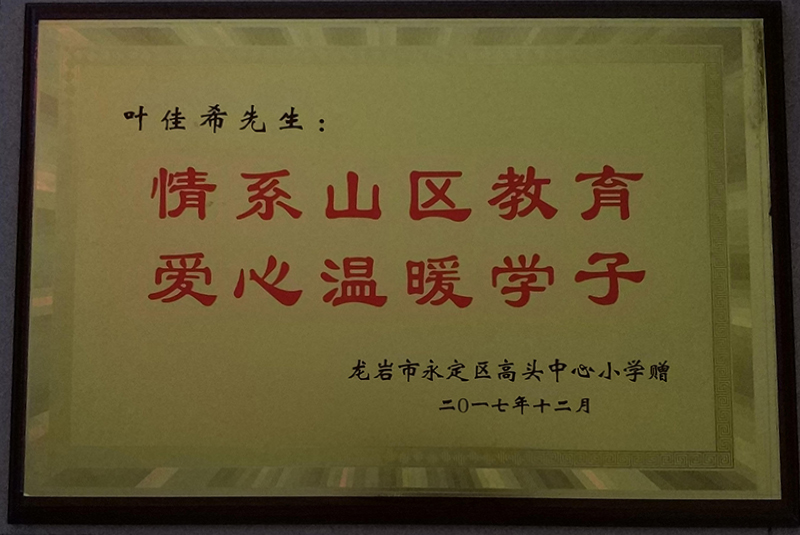 叶佳希先生：
情系山区教育
爱心温暖学子
龙岩市永定区高头中心小学赠
二〇一七年十二月